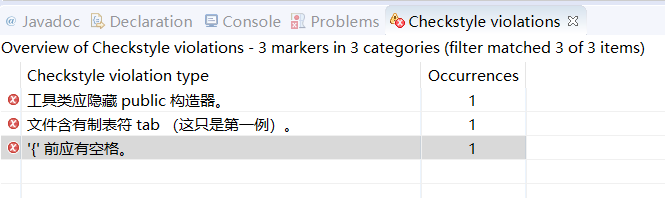 @ Javadoc Declaration Console Problems Checkstyle violations
Overview of Checkstyle violations - 3 markers in 3 categories (filter matched 3 of 3 items)
Checkstyle violation type Occurrences
工具类应隐藏 public 构造器。 1
文件含有制表符 tab （这只是第一例）。 1
'{' 前应有空格。 1